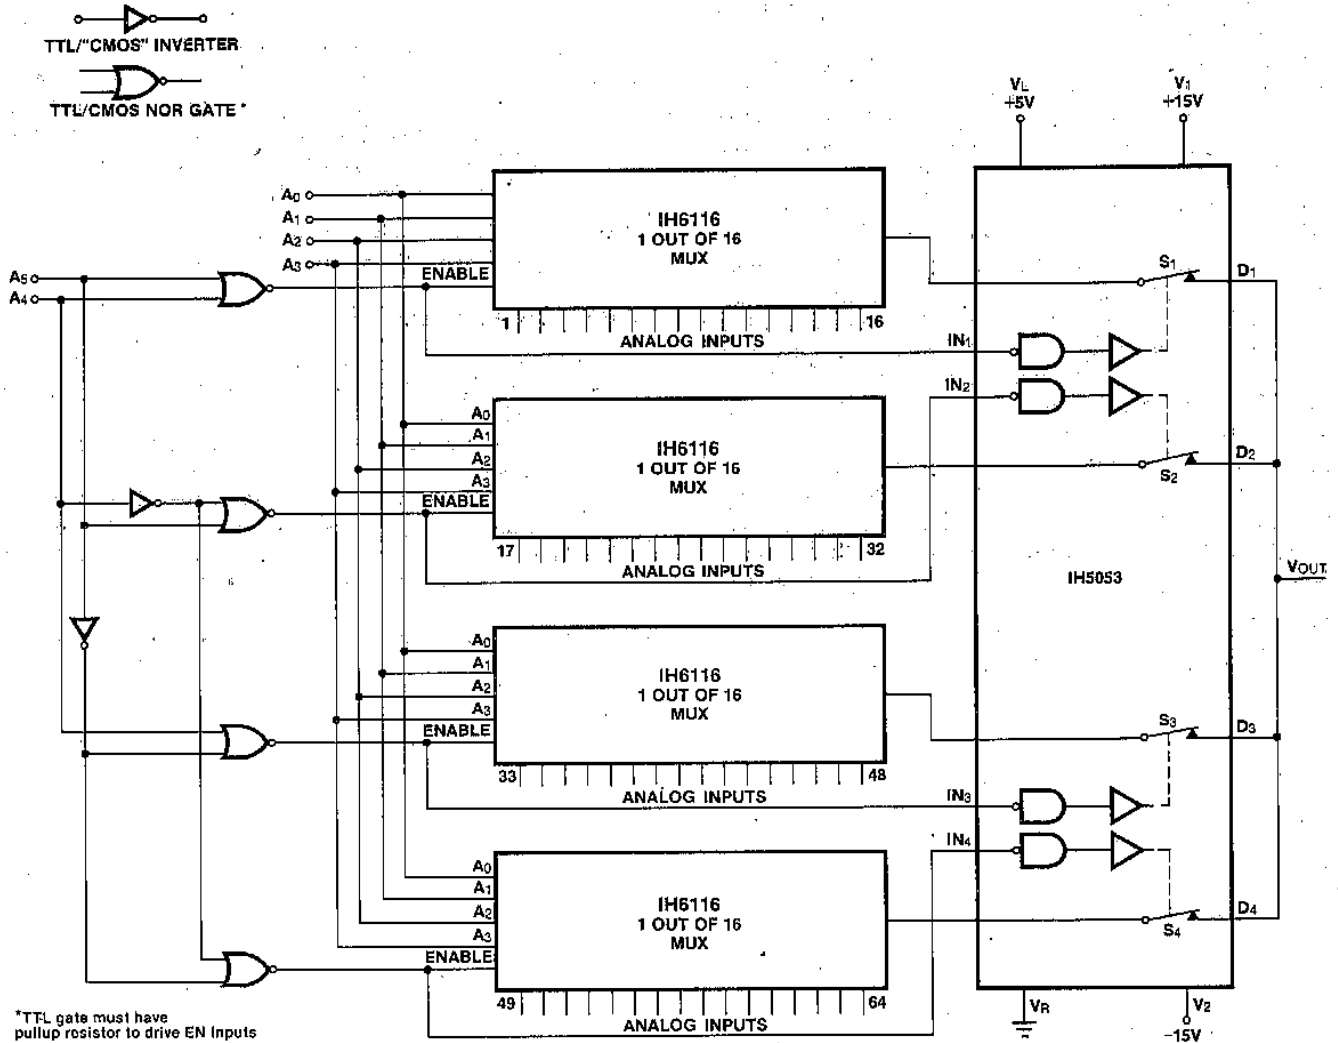 TTL/"CMOS" INVERTER
TTL/CMOS NOR GATE*
VL
+5V
V1
+15V
A0
A1
A2
A3
ENABLE
IH6116
1 OUT OF 16
MUX
1
16
ANALOG INPUTS
A5
A4
S1
D1
IN1
IN2
A0
A1
A2
A3
ENABLE
IH6116
1 OUT OF 16
MUX
17
32
ANALOG INPUTS
S2
D2
IH5053
VOUT
A0
A1
A2
A3
ENABLE
IH6116
1 OUT OF 16
MUX
33
48
ANALOG INPUTS
S3
D3
IN3
IN4
A0
A1
A2
A3
ENABLE
IH6116
1 OUT OF 16
MUX
49
64
ANALOG INPUTS
S4
D4
VR
V2
-15V
*TTL gate must have
pullup resistor to drive EN Inputs